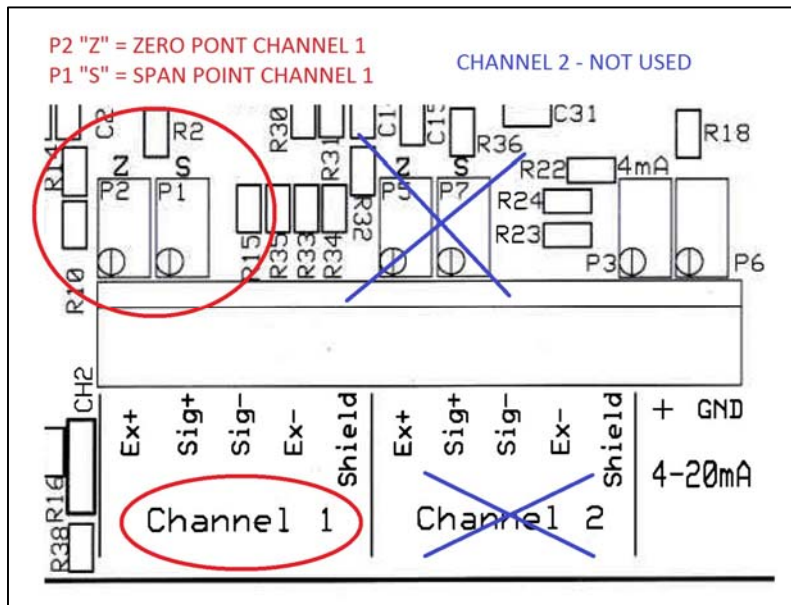 P2 "Z" = ZERO PONT CHANNEL 1
P1 "S" = SPAN POINT CHANNEL 1
CHANNEL 2 - NOT USED
R14
C2
R2
R30
R31
C1
C15
R36
C31
R18
Z
S
Z
S
R22
4mA
P2
P1
P5
P7
R24
R32
R15
R35
R33
R34
R23
P3
P6
R10
CH2
Ex+
Sig+
Sig-
Ex-
Shield
Ex+
Sig+
Sig-
Ex-
Shield
+ GND
4-20mA
R16
Channel 1
Channel 2
R38